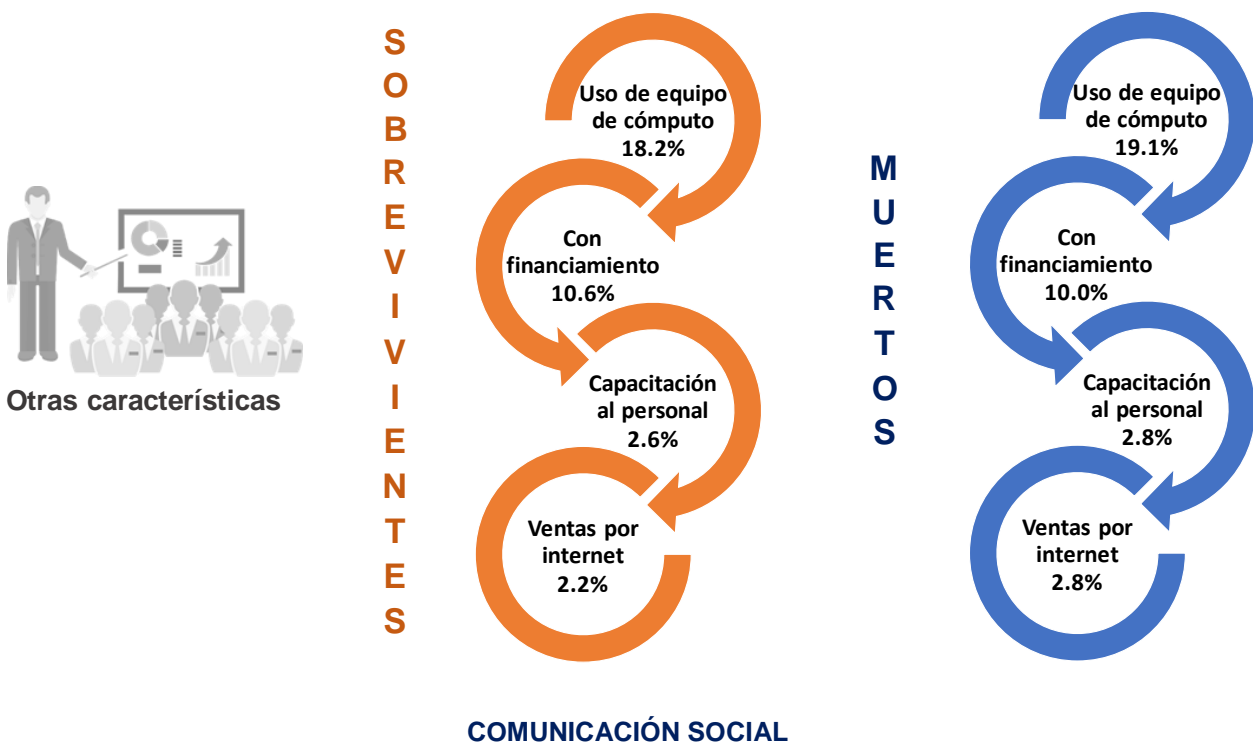 Otras características
SOBREVIVIENTES
Uso de equipo
de cómputo
18.2%
Con
financiamiento
10.6%
Capacitación
al personal
2.6%
Ventas por
internet
2.2%
MUERTOS
Uso de equipo
de cómputo
19.1%
Con
financiamiento
10.0%
Capacitación
al personal
2.8%
Ventas por
internet
2.8%
COMUNICACIÓN SOCIAL